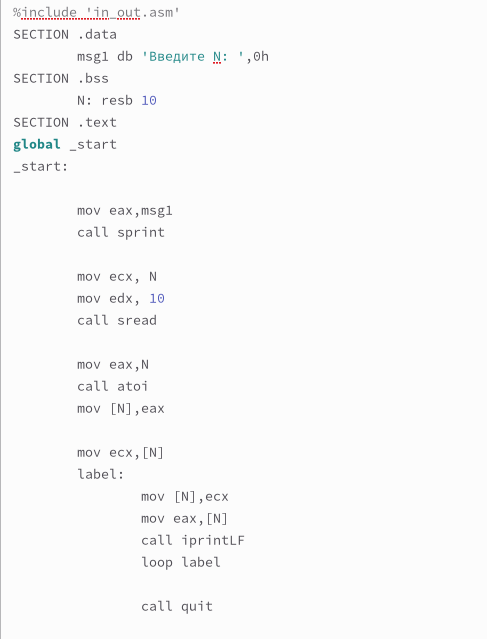 %include 'in_out.asm'
SECTION .data
msg1 db 'Введите N: ',0h
SECTION .bss
N: resb 10
SECTION .text
global _start
_start:
mov eax,msg1
call sprint
mov ecx, N
mov edx, 10
call sread
mov eax,N
call atoi
mov [N],eax
mov ecx,[N]
label:
mov [N],ecx
mov eax,[N]
call iprintLF
loop label
call quit